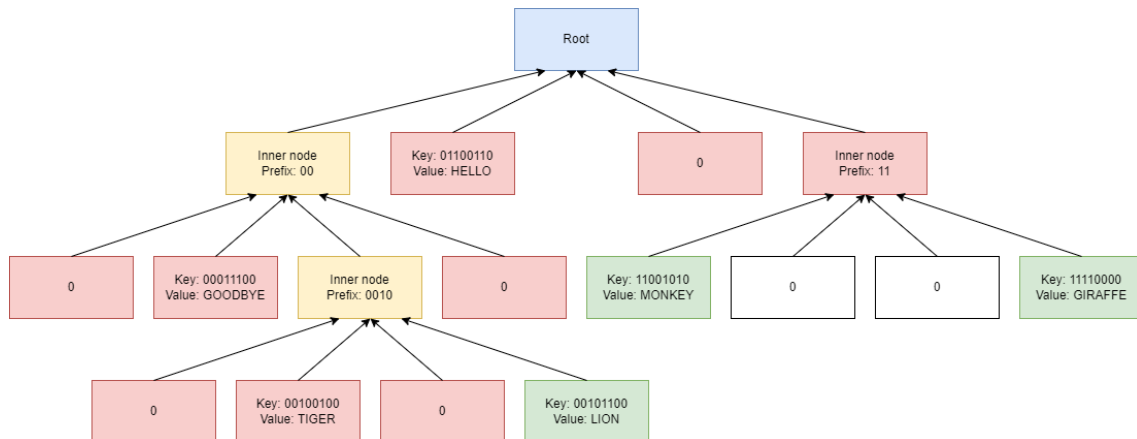 Root
Inner node
Prefix: 00
Key: 01100110
Value: HELLO
0
Inner node
Prefix: 11
0
Key: 00011100
Value: GOODBYE
Inner node
Prefix: 0010
0
Key: 11001010
Value: MONKEY
0
0
Key: 11110000
Value: GIRAFFE
0
Key: 00100100
Value: TIGER
0
Key: 00101100
Value: LION